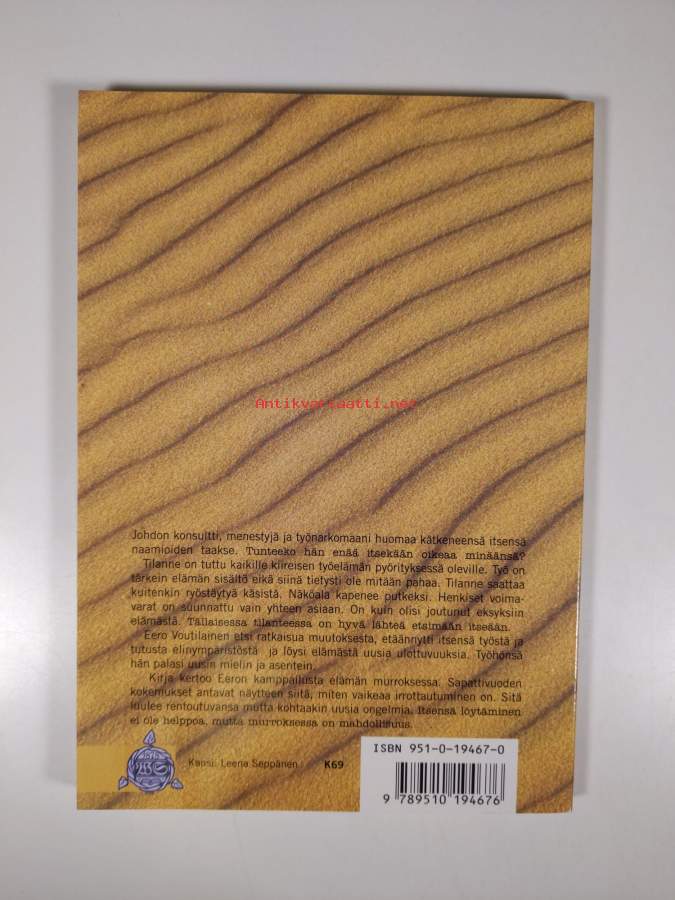 Antikvariaatti.net
Johdon konsultti, menestyjä ja työnarkomaani huomaa kätkeneensä itsensä
naamioiden taakse. Tunteeko hän enää itsekään oikeaa minäänsä?
Tilanne on tuttu kaikille kiireisen työelämän pyörityksessä oleville. Työ on
tärkein elämän sisältö eikä siinä tietysti ole mitään pahaa. Tilanne saattaa
kuitenkin ryöstäytyä käsistä. Näköala kapenee putkeksi. Henkiset voima-
varat on suunnattu vain yhteen asiaan. On kuin olisi joutunut eksyksiin
elämästä. Tällaisessa tilanteessa on hyvä lähteä etsimään itseään.
Eero Voutilainen etsi ratkaisua muutoksesta, etäännytti itsensä työstä ja
tutusta elinympäristöstä ja löysi elämästä uusia ulottuvuuksia. Työhönsä
hän palasi uusin mielin ja asentein.
Kirja kertoo Eeron kamppailusta elämän murroksessa. Sapattivuoden
kokemukset antavat näytteen siitä, miten vaikeaa irrottautuminen on. Sitä
luulee rentoutuvansa mutta kohtaakin uusia ongelmia. Itsensä löytäminen
ei ole helppoa, mutta murroksessa on mahdollisuus.
WS
Kansi: Leena Seppänen
K69
ISBN 951-0-19467-0
9 789510 194676